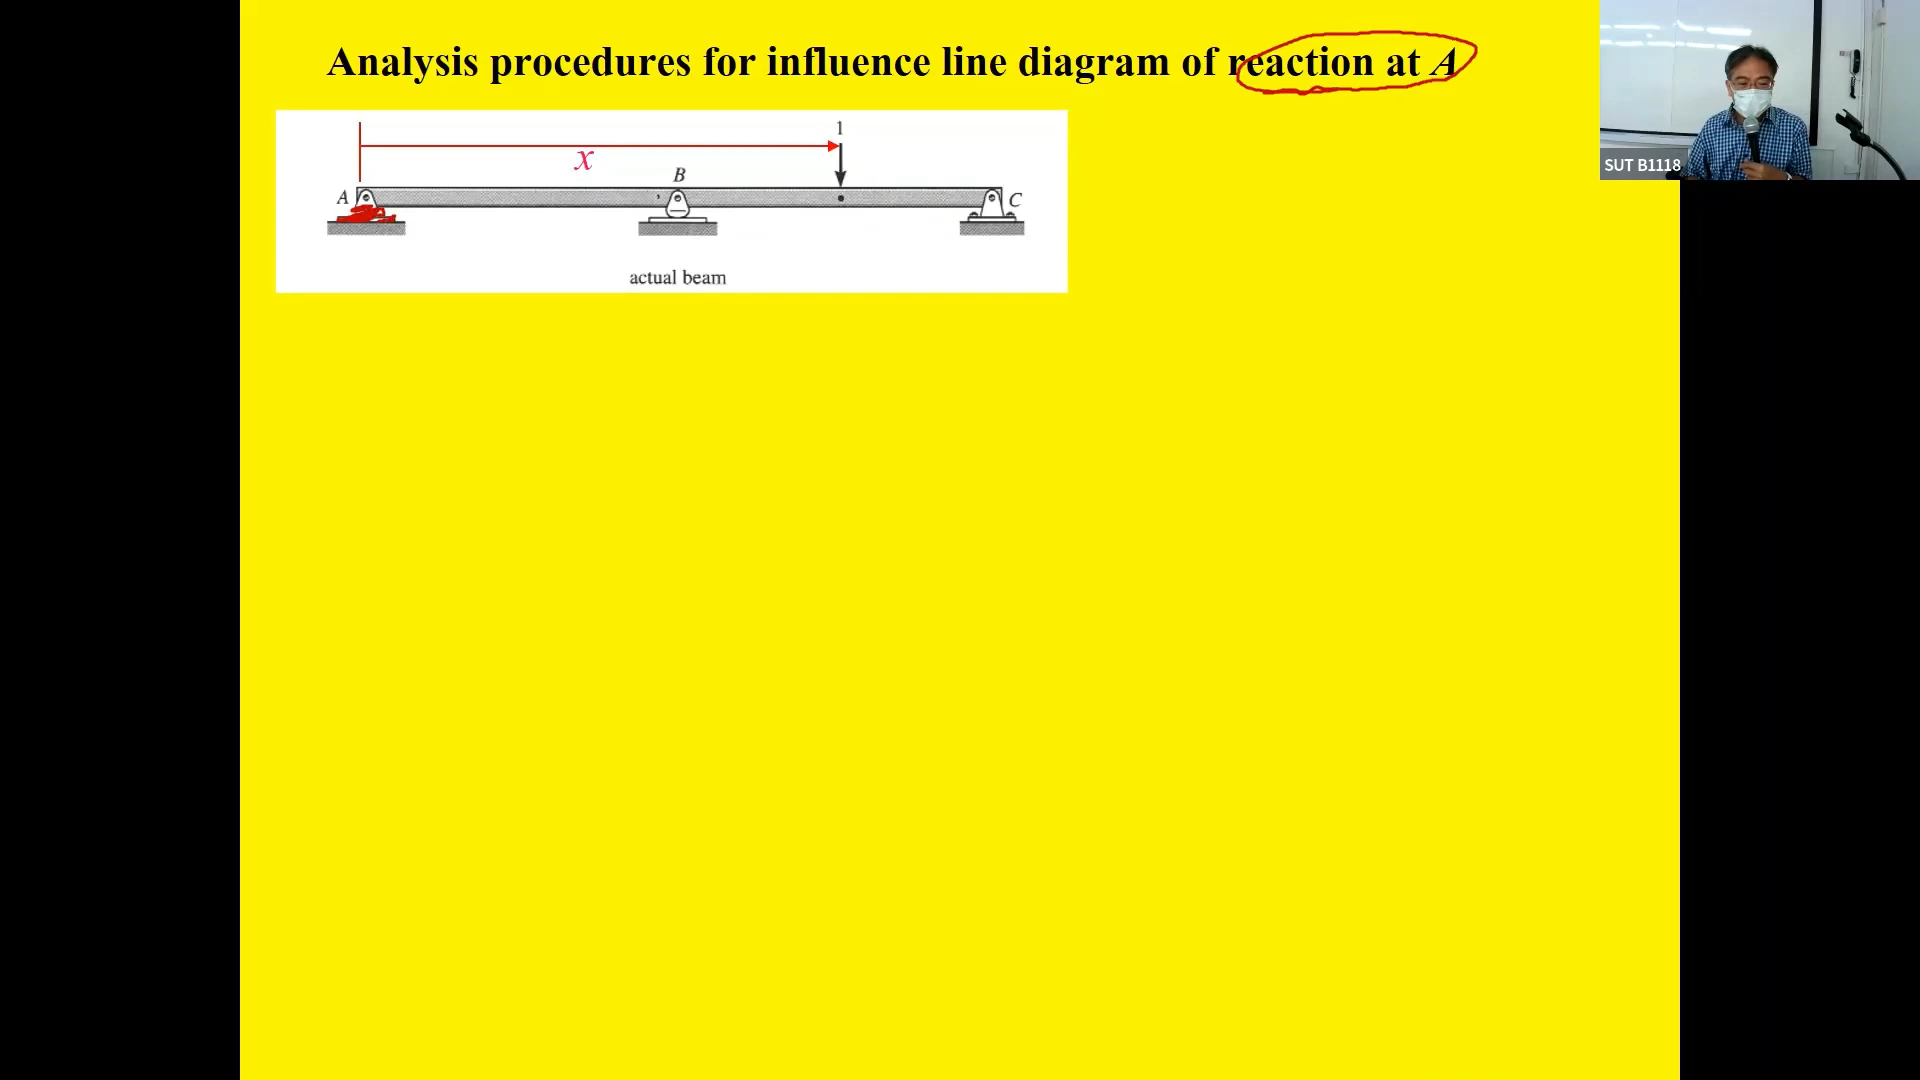 Analysis procedures for influence line diagram of reaction at A
1
x
B
A
C
actual beam
SUT B1118